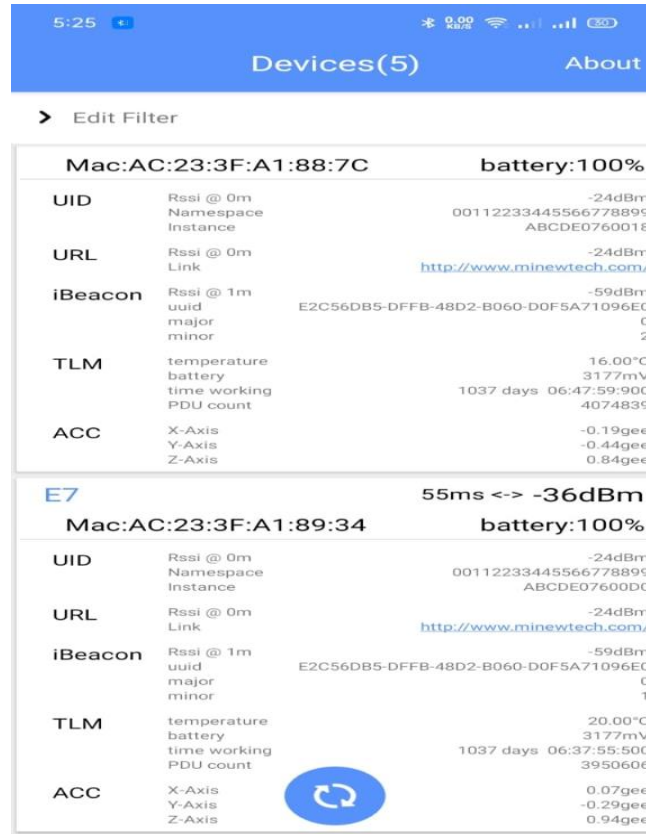 5:25 0.00 KB/S 30
Devices(5) About
Edit Filter
Mac:AC:23:3F:A1:88:7C battery:100%
UID Rssi @ 0m -24dBm
Namespace 00112233445566778899
Instance ABCDE0760018
URL Rssi @ 0m -24dBm
Link http://www.minewtech.com/
iBeacon Rssi @ 1m -59dBm
uuid E2C56DB5-DFFB-48D2-B060-D0F5A71096E0
major 0
minor 2
TLM temperature 16.00°C
battery 3177mV
time working 1037 days 06:47:59:900
PDU count 4074839
ACC X-Axis -0.19gee
Y-Axis -0.44gee
Z-Axis 0.84gee
E7 55ms <-> -36dBm
Mac:AC:23:3F:A1:89:34 battery:100%
UID Rssi @ 0m -24dBm
Namespace 00112233445566778899
Instance ABCDE07600D0
URL Rssi @ 0m -24dBm
Link http://www.minewtech.com/
iBeacon Rssi @ 1m -59dBm
uuid E2C56DB5-DFFB-48D2-B060-D0F5A71096E0
major 0
minor 1
TLM temperature 20.00°C
battery 3177mV
time working 1037 days 06:37:55:500
PDU count 3950606
ACC X-Axis 0.07gee
Y-Axis -0.29gee
Z-Axis 0.94gee